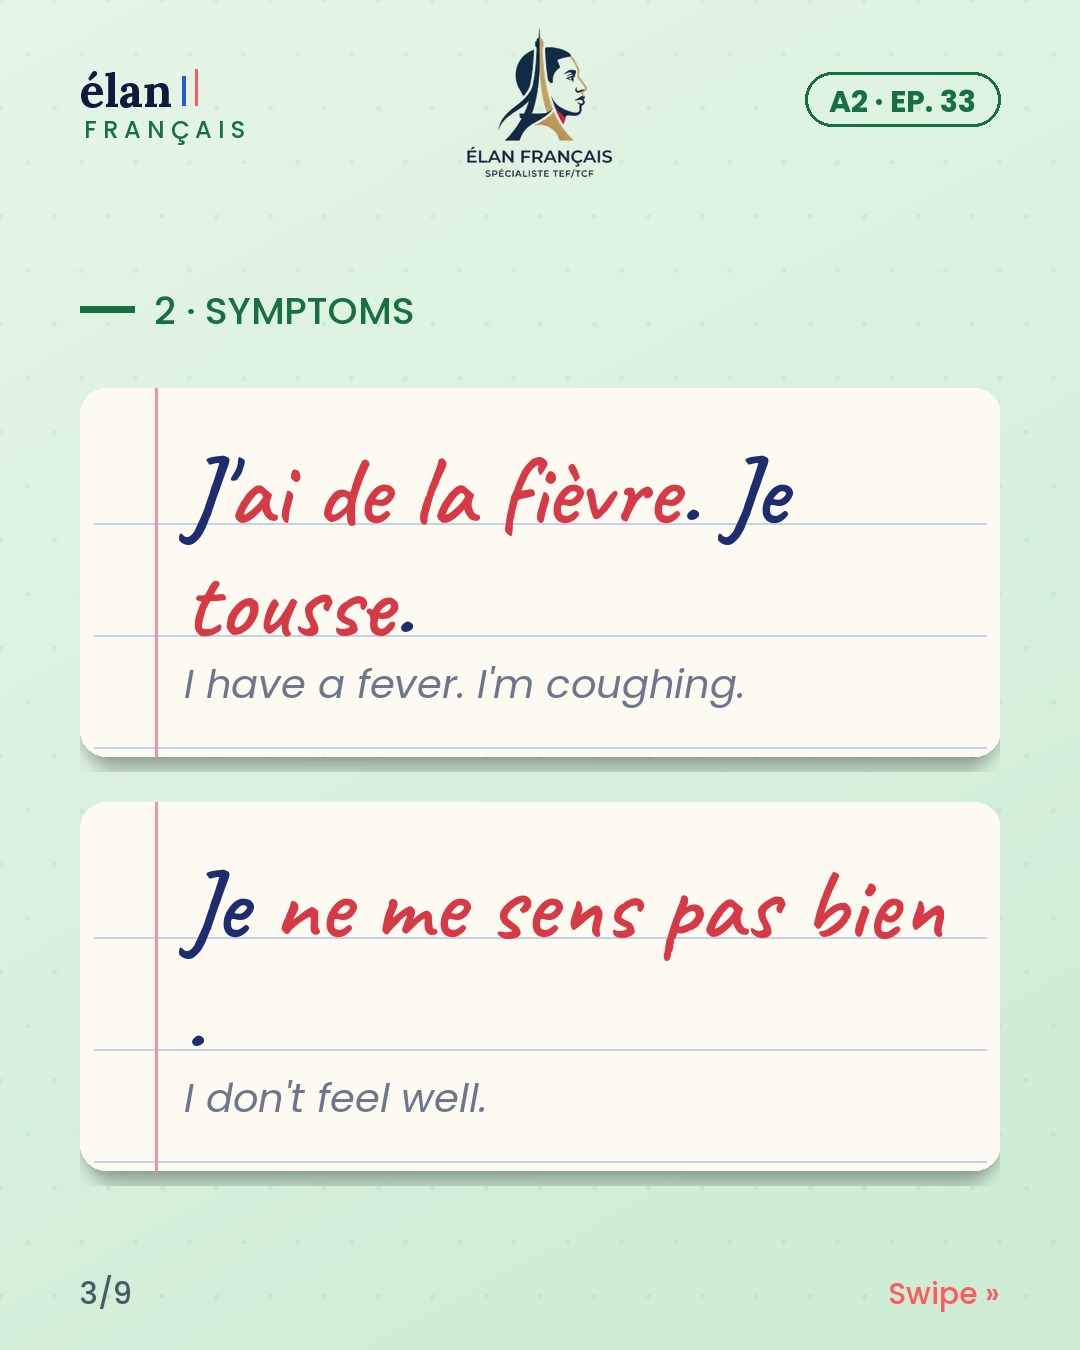 élan
FRANÇAIS
ÉLAN FRANÇAIS
SPÉCIALISTE TEF/TCF
A2 · EP. 33
2 · SYMPTOMS
J'ai de la fièvre. Je
tousse.
I have a fever. I'm coughing.
Je ne me sens pas bien
.
I don't feel well.
3/9
Swipe »